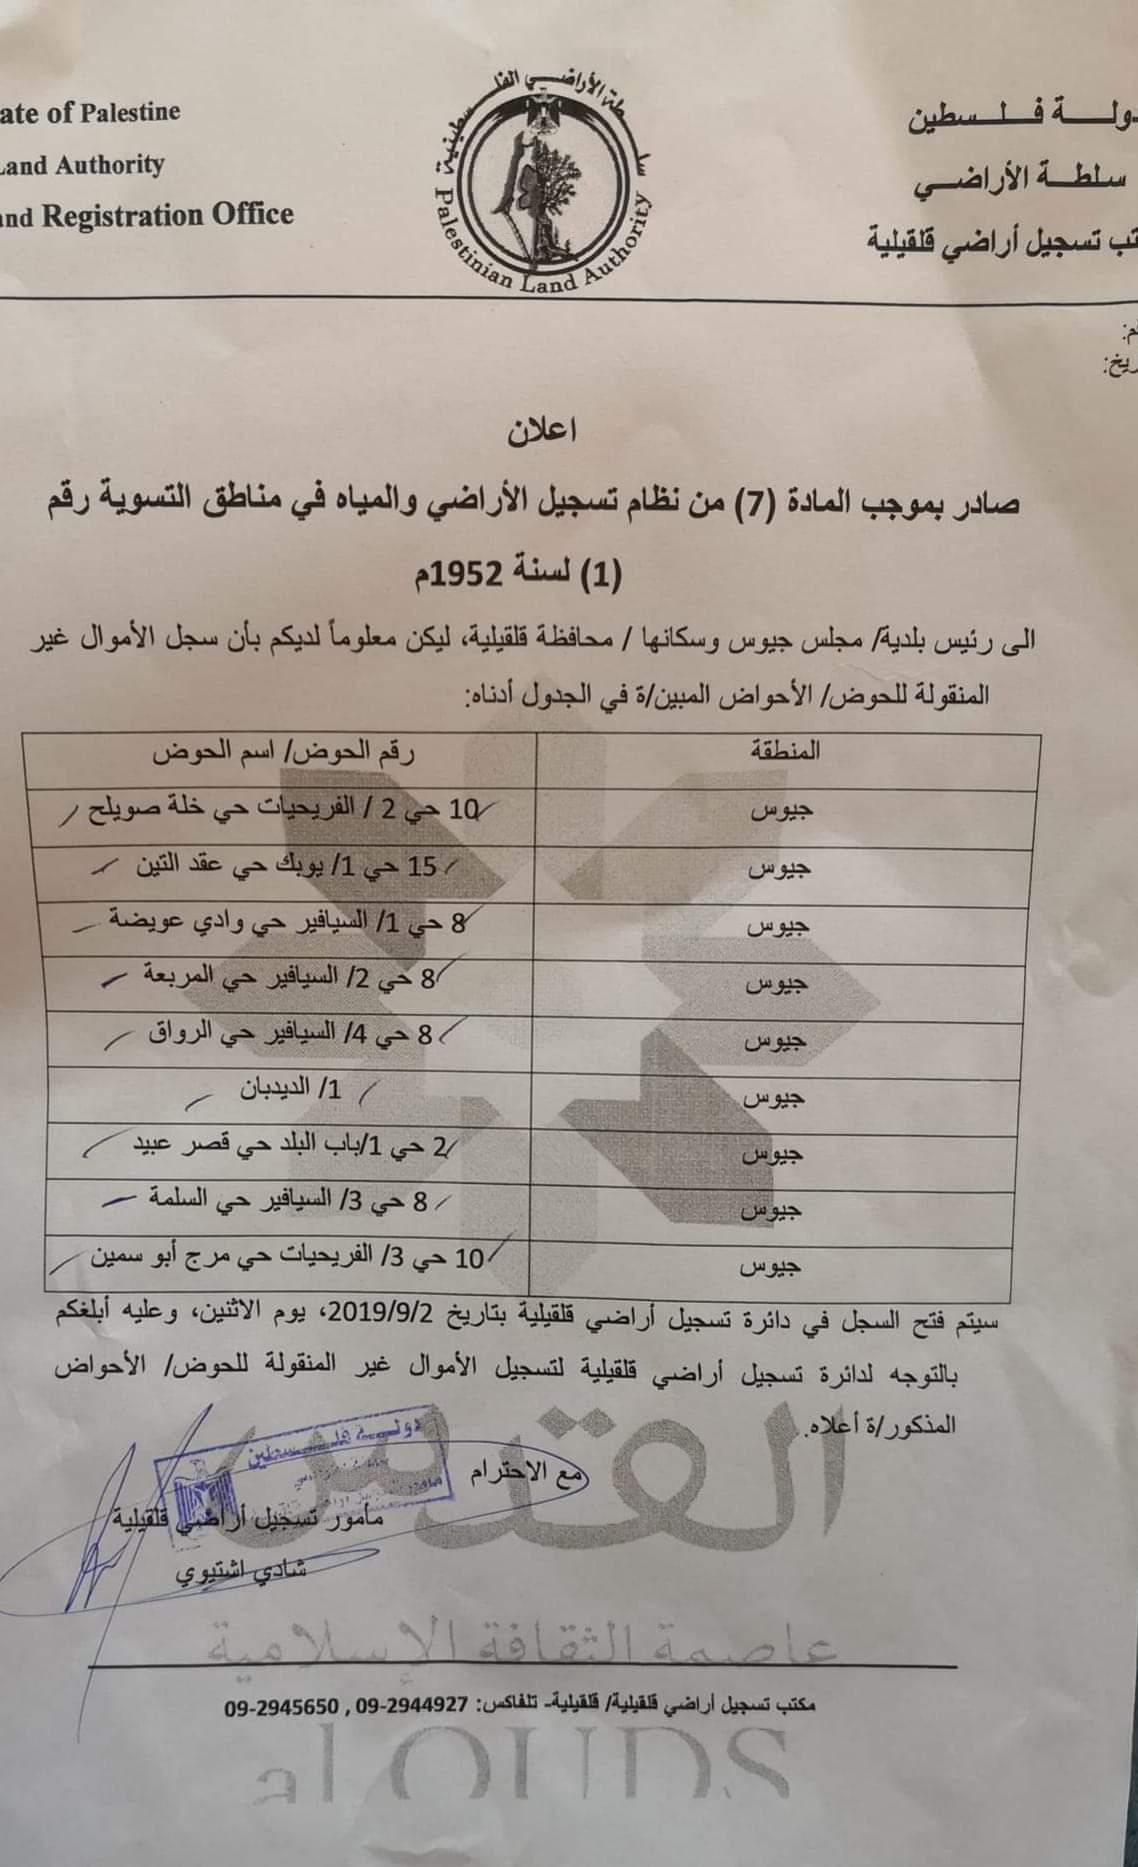 ate of Palestine
Land Authority
and Registration Office
سلطة الأراضي الفلسطينية
Palestinian Land Authority
دولة فلسطين
سلطة الأراضي
تب تسجيل أراضي قلقيلية
اعلان
صادر بموجب المادة (7) من نظام تسجيل الأراضي والمياه في مناطق التسوية رقم
(1) لسنة 1952م
الى رئيس بلدية/ مجلس جيوس وسكانها / محافظة قلقيلية، ليكن معلوماً لديكم بأن سجل الأموال غير
المنقولة للحوض/ الأحواض المبين/ة في الجدول أدناه:
المنطقة رقم الحوض/ اسم الحوض
جيوس 10 حي 2 / الفريحيات حي خلة صويلح
جيوس 15 حي 1/ يوبك حي عقد التين
جيوس 8 حي 1/ السيافير حي وادي عويضة
جيوس 8 حي 2/ السيافير حي المربعة
جيوس 8 حي 4/ السيافير حي الرواق
جيوس 1/ الديدبان
جيوس 2 حي 1/باب البلد حي قصر عبيد
جيوس 8 حي 3/ السيافير حي السلمة
جيوس 10 حي 3/ الفريحيات حي مرج أبو سمين
سيتم فتح السجل في دائرة تسجيل أراضي قلقيلية بتاريخ 2019/9/2، يوم الاثنين، وعليه أبلغكم
بالتوجه لدائرة تسجيل أراضي قلقيلية لتسجيل الأموال غير المنقولة للحوض/ الأحواض
المذكور/ة أعلاه.
القدس
دولة فلسطين
مع الاحترام
مأمور تسجيل أراضي قلقيلية
شادي اشتيوي
عاصمة الثقافة الإسلامية
مكتب تسجيل أراضي قلقيلية/ قلقيلية- تلفاكس: 09-2944927 , 09-2945650
al QUDS